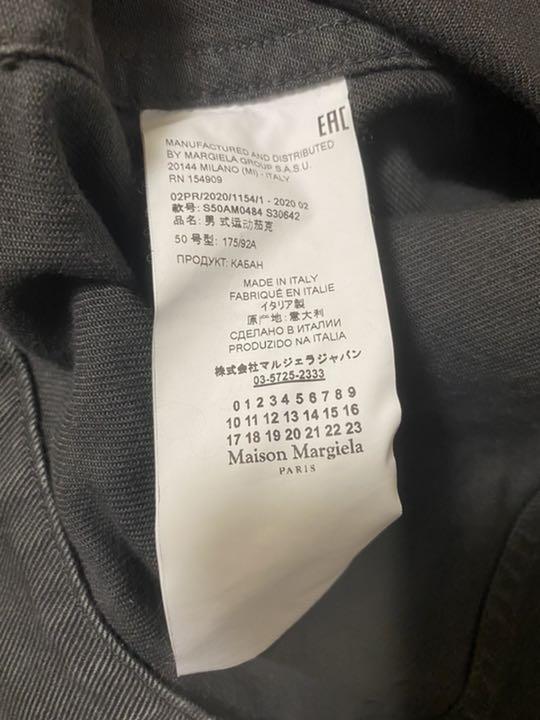 EAC
MANUFACTURED AND DISTRIBUTED
BY MARGIELA GROUP S.A.S.U.
20144 MILANO (MI) - ITALY
RN 154909
02PR/2020/1154/1 - 2020 02
款号: S50AM0484 S30642
品名: 男式运动茄克
50 号型: 175/92A
ПРОДУКТ: КАБАН
MADE IN ITALY
FABRIQUÉ EN ITALIE
イタリア製
原产地: 意大利
СДЕЛАНО В ИТАЛИИ
PRODUZIDO NA ITALIA
株式会社マルジェラジャパン
03-5725-2333
0 1 2 3 4 5 6 7 8 9
10 11 12 13 14 15 16
17 18 19 20 21 22 23
Maison Margiela
PARIS